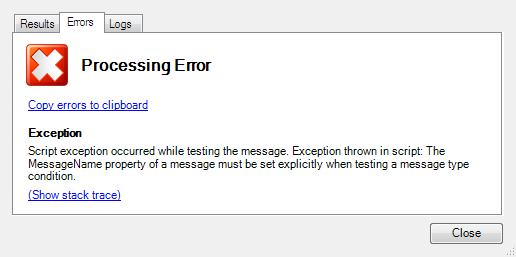 Results Errors Logs
Processing Error
Copy errors to clipboard
Exception
Script exception occurred while testing the message. Exception thrown in script: The
MessageName property of a message must be set explicitly when testing a message type
condition.
(Show stack trace)
Close